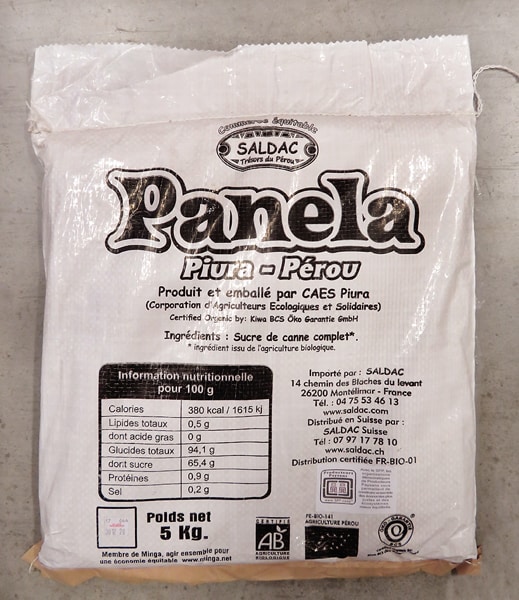 Commerce équitable
SALDAC
Trésors du Pérou
Panela
Piura - Pérou
Produit et emballé par CAES Piura
(Corporation d'Agriculteurs Ecologiques et Solidaires)
Certified Organic by: Kiwa BCS Öko Garantie GmbH
Ingrédients : Sucre de canne complet*.
* ingrédient issu de l'agriculture biologique.
Information nutritionnelle
pour 100 g
Calories 380 kcal / 1615 kj
Lipides totaux 0,5 g
dont acide gras 0 g
Glucides totaux 94,1 g
dont sucre 65,4 g
Protéines 0,9 g
Sel 0,2 g
Importé par : SALDAC
14 chemin des Blaches du levant
26200 Montélimar - France
Tél. : 04 75 53 46 13
www.saldac.com
Distribué en Suisse par :
SALDAC Suisse
Tél : 07 97 17 78 10
www.saldac.ch
Distribution certifiée FR-BIO-01
Poids net
5 Kg.
Membre de Minga, agir ensemble pour
une économie équitable www.minga.net
CERTIFIÉ
AB
AGRICULTURE
BIOLOGIQUE
FR-BIO-141
AGRICULTURE PÉROU
BCS